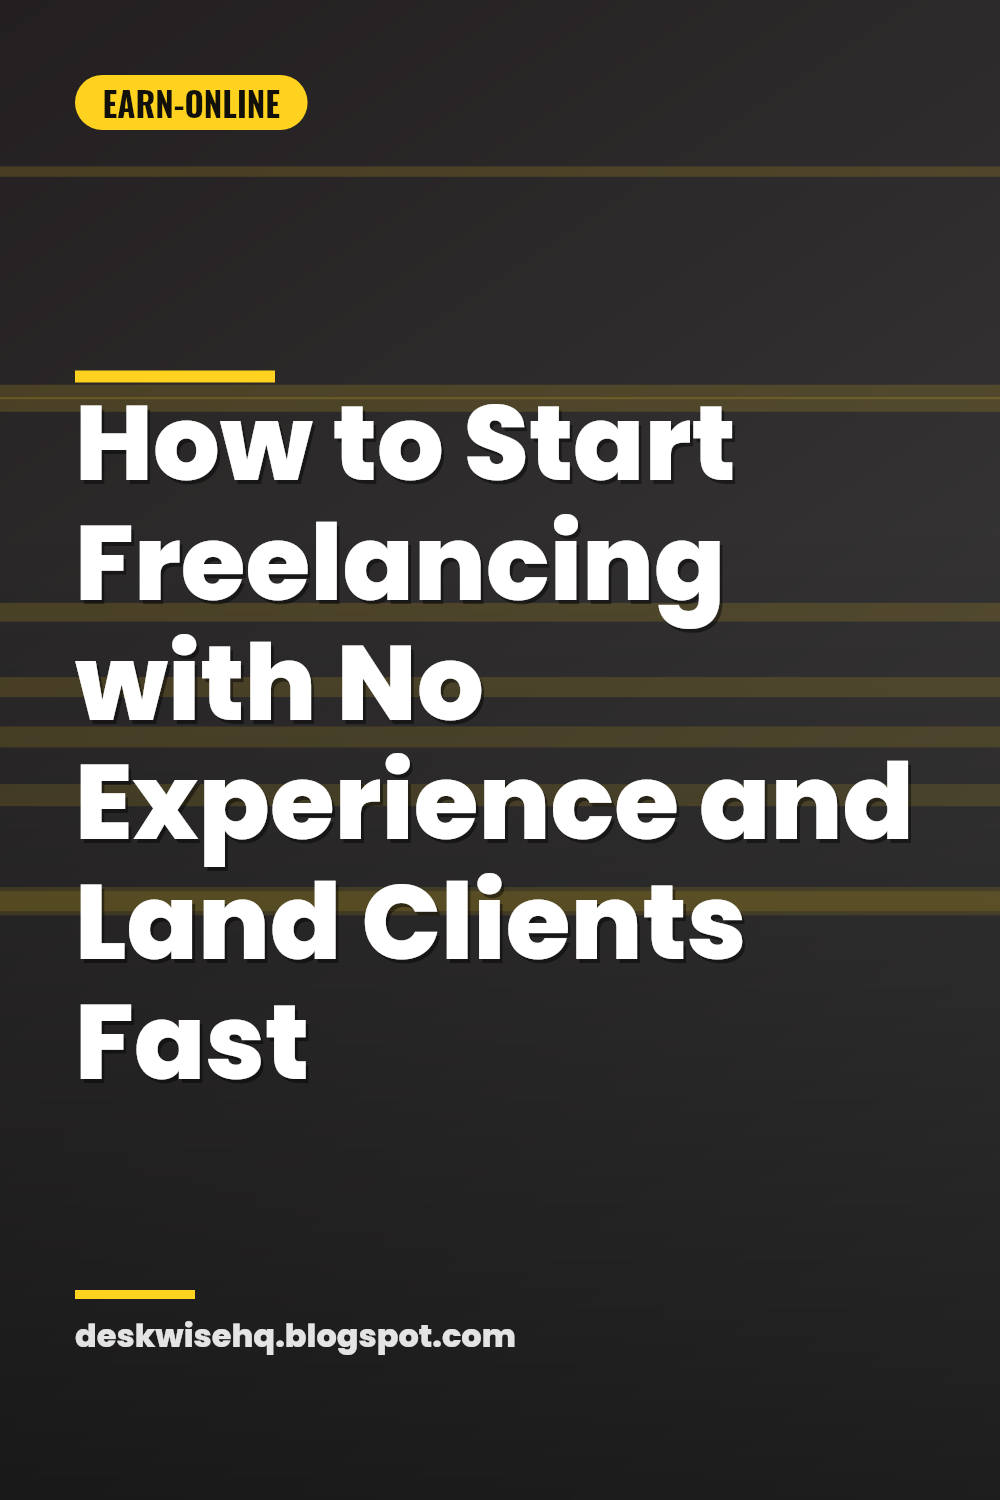 EARN-ONLINE
How to Start
Freelancing
with No
Experience and
Land Clients
Fast
deskwisehq.blogspot.com